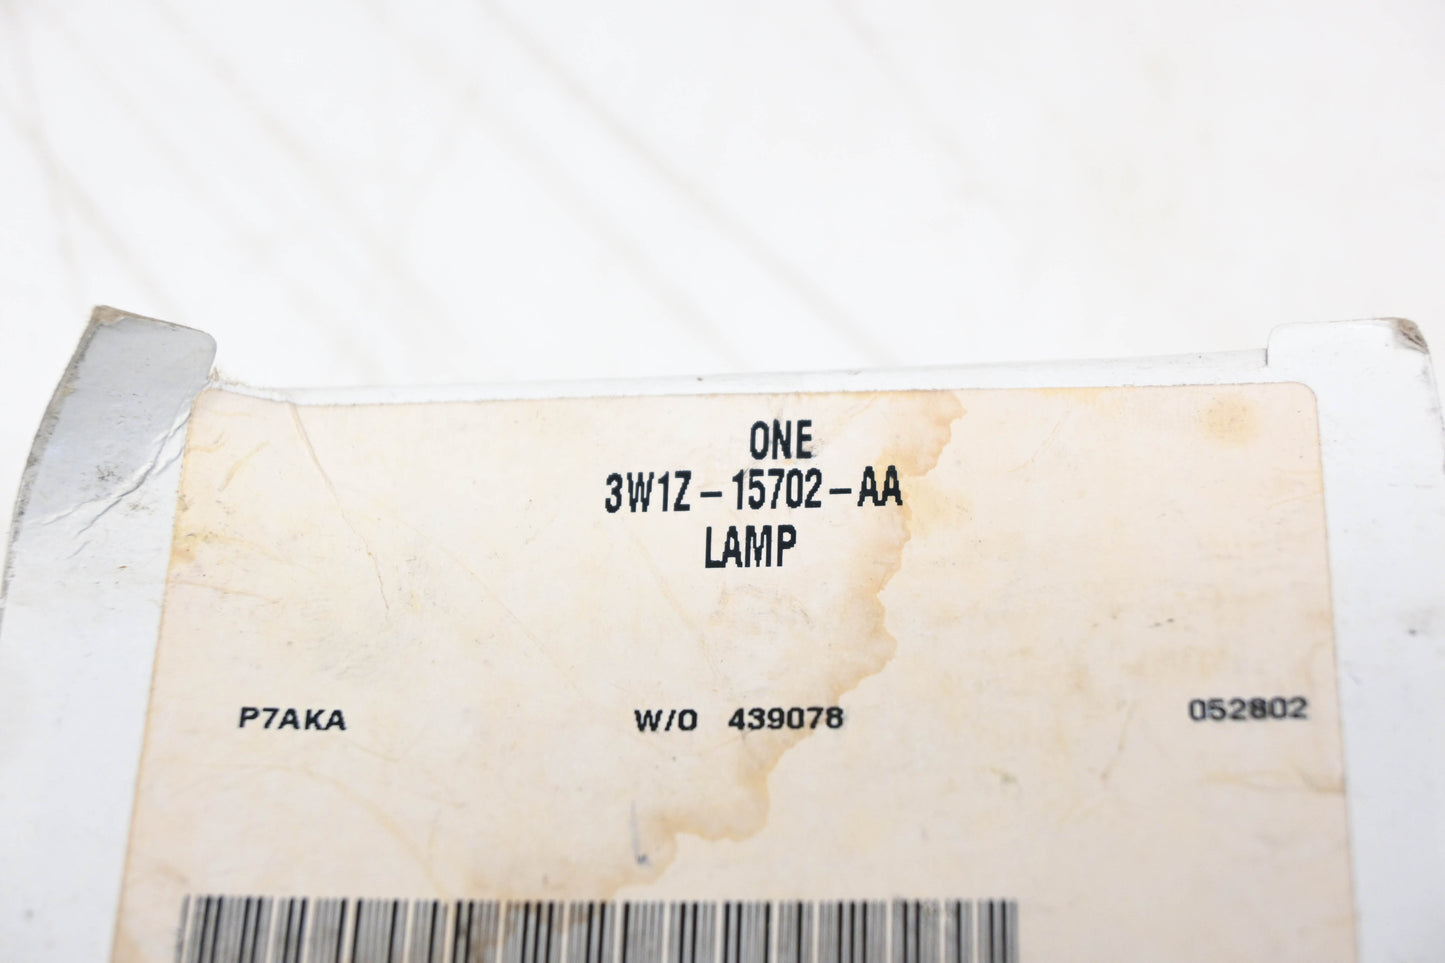 ONE
3W1Z-15702-AA
LAMP
P7AKA W/O 439078 052802